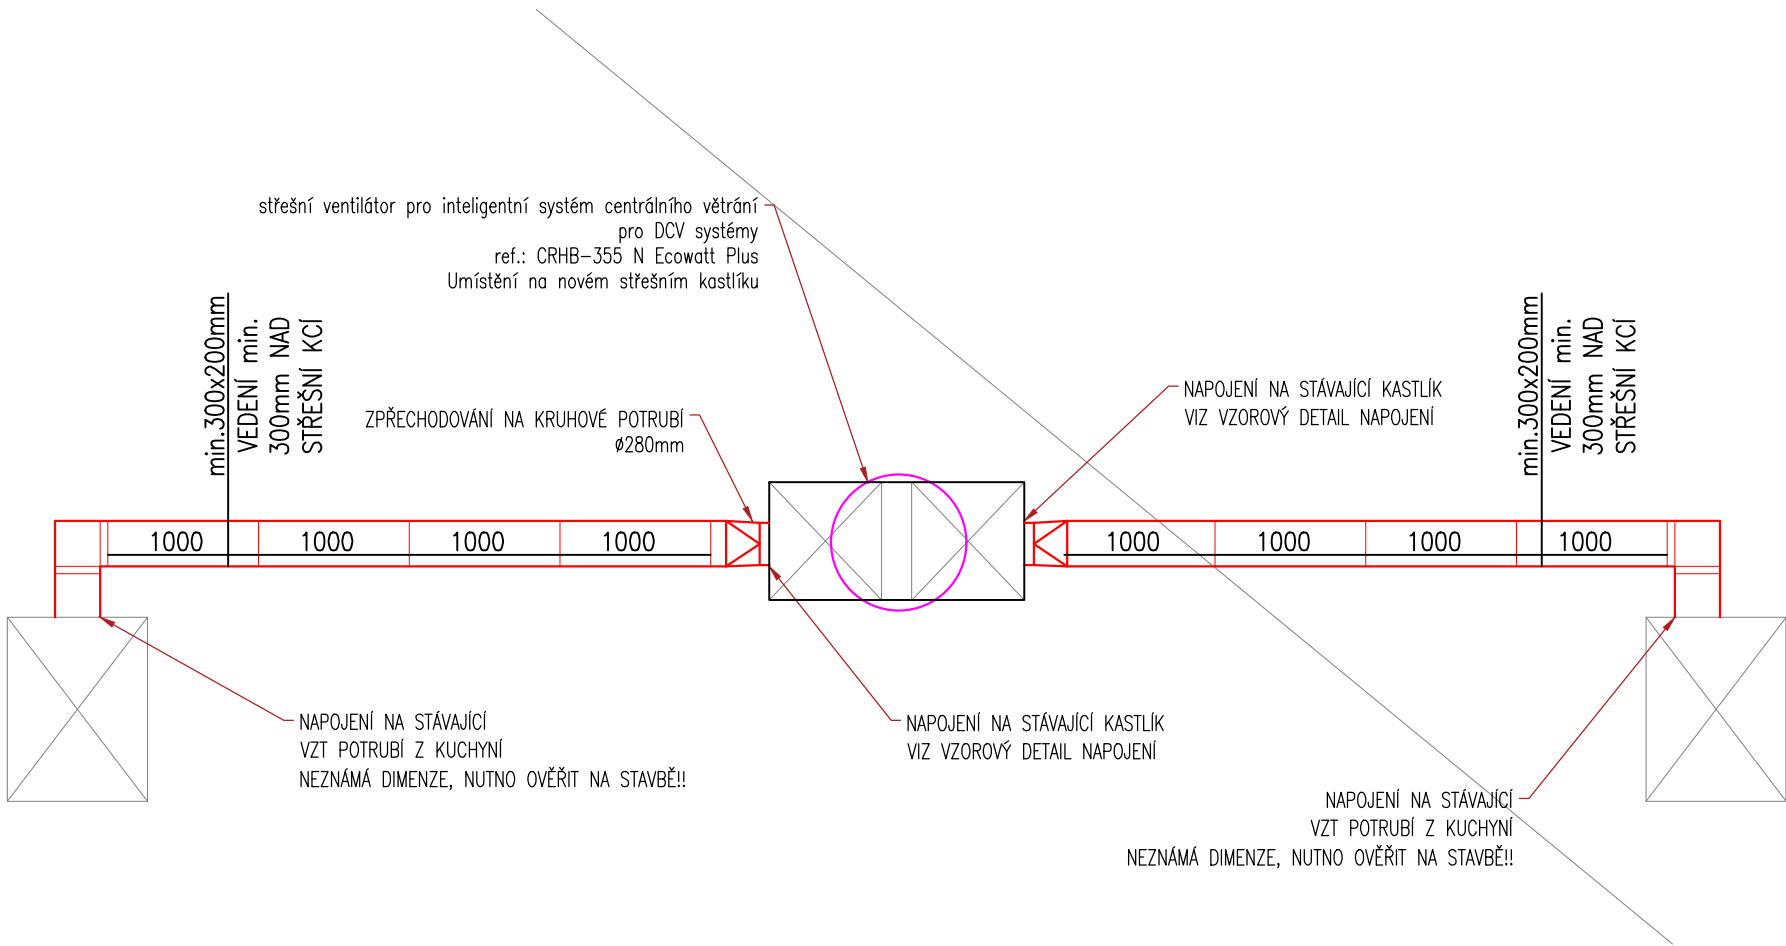 střešní ventilátor pro inteligentní systém centrálního větrání
pro DCV systémy
ref.: CRHB-355 N Ecowatt Plus
Umístění na novém střešním kastlíku
min.300x200mm
VEDENÍ min.
300mm NAD
STŘEŠNÍ KCÍ
ZPŘECHODOVÁNÍ NA KRUHOVÉ POTRUBÍ
ø280mm
NAPOJENÍ NA STÁVAJÍCÍ KASTLÍK
VIZ VZOROVÝ DETAIL NAPOJENÍ
min.300x200mm
VEDENÍ min.
300mm NAD
STŘEŠNÍ KCÍ
1000 1000 1000 1000
1000 1000 1000 1000
NAPOJENÍ NA STÁVAJÍCÍ
VZT POTRUBÍ Z KUCHYNÍ
NEZNÁMÁ DIMENZE, NUTNO OVĚŘIT NA STAVBĚ!!
NAPOJENÍ NA STÁVAJÍCÍ KASTLÍK
VIZ VZOROVÝ DETAIL NAPOJENÍ
NAPOJENÍ NA STÁVAJÍCÍ
VZT POTRUBÍ Z KUCHYNÍ
NEZNÁMÁ DIMENZE, NUTNO OVĚŘIT NA STAVBĚ!!